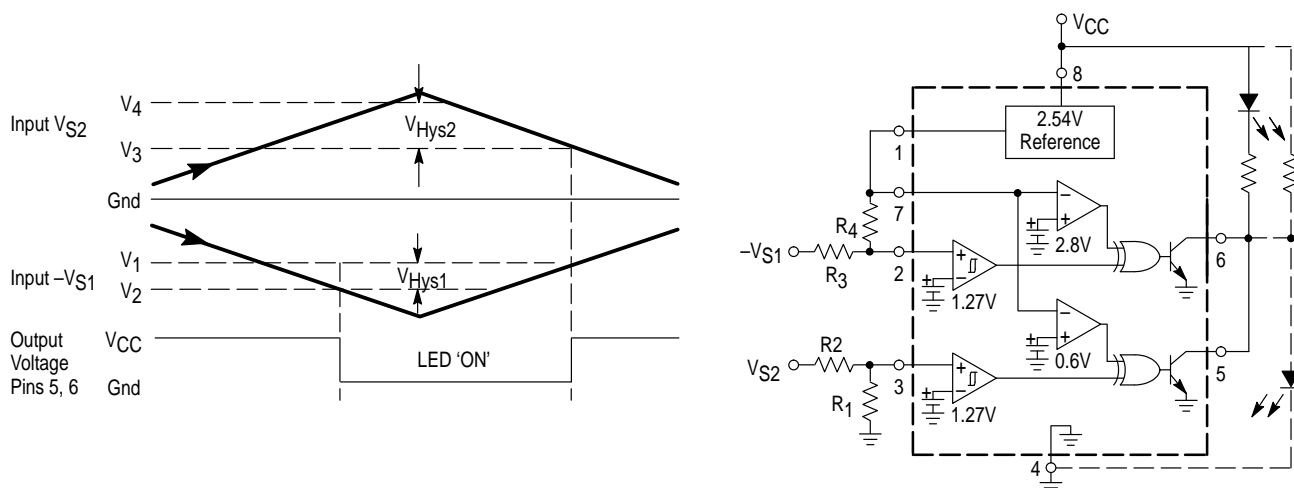 Input VS2
V4
V3
VHys2
Gnd
Input –VS1
V1
V2
VHys1
Output
Voltage
Pins 5, 6
VCC
Gnd
LED ‘ON’
VCC
8
2.54V
Reference
1
7
R4
–VS1
R3
2
–
+
+
2.8V
+
–
+
1.27V
6
–
+
+
0.6V
VS2
R2
3
R1
+
–
+
1.27V
5
4